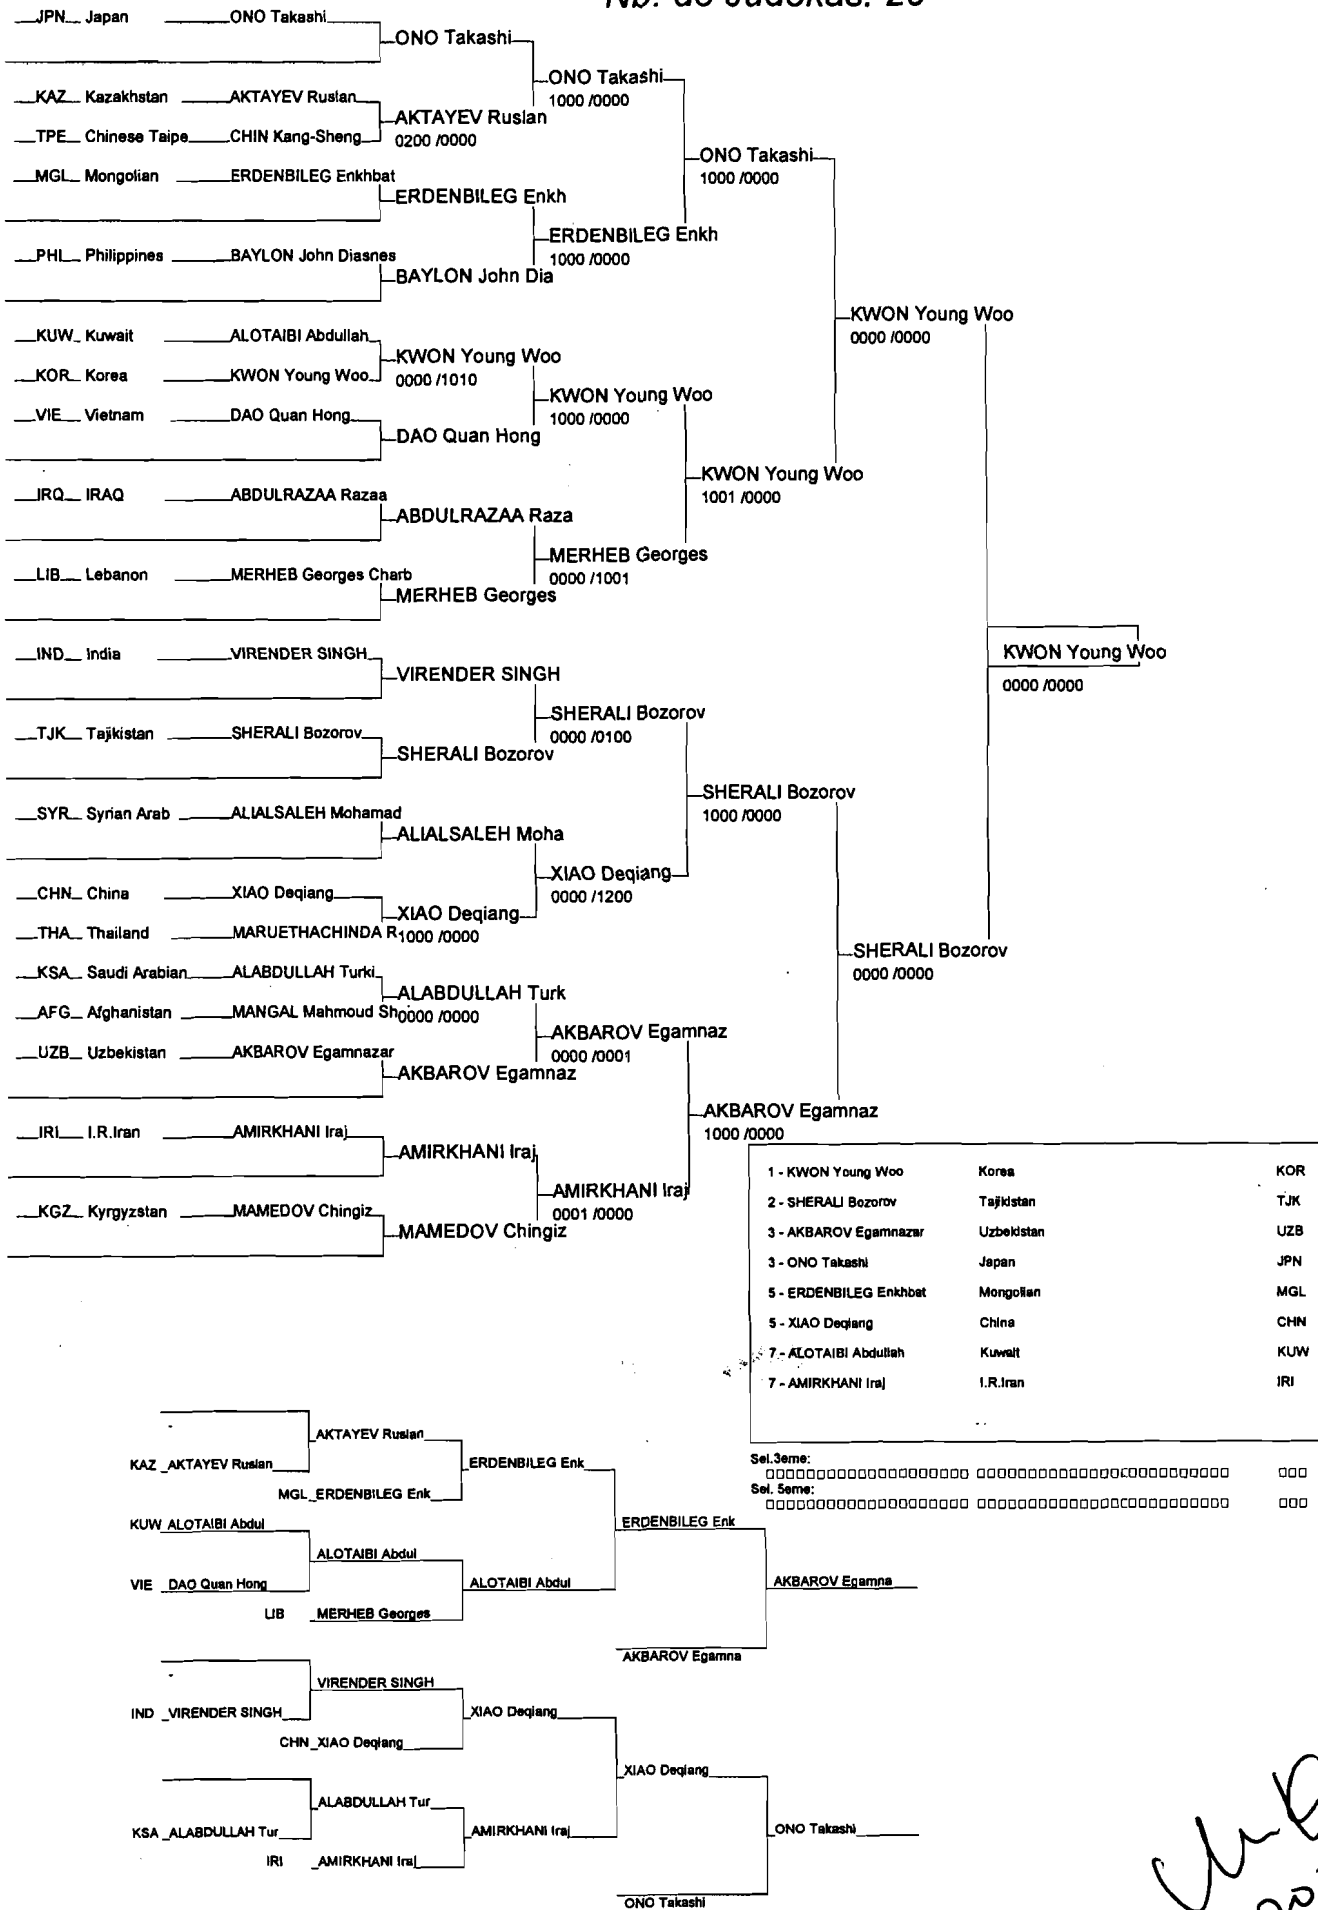 JPN Japan ONO Takashi
ONO Takashi
ONO Takashi
1000 /0000
KAZ Kazakhstan AKTAYEV Ruslan
AKTAYEV Ruslan
0200 /0000
TPE Chinese Taipe CHIN Kang-Sheng
ONO Takashi
1000 /0000
MGL Mongolian ERDENBILEG Enkhbat
ERDENBILEG Enkh
ERDENBILEG Enkh
1000 /0000
PHI Philippines BAYLON John Diasnes
BAYLON John Dia
KWON Young Woo
0000 /0000
KUW Kuwait ALOTAIBI Abdullah
KWON Young Woo
0000 /1010
KOR Korea KWON Young Woo
KWON Young Woo
1000 /0000
VIE Vietnam DAO Quan Hong
DAO Quan Hong
KWON Young Woo
1001 /0000
IRQ IRAQ ABDULRAZAA Razaa
ABDULRAZAA Raza
MERHEB Georges
0000 /1001
LIB Lebanon MERHEB Georges Charb
MERHEB Georges
KWON Young Woo
0000 /0000
IND India VIRENDER SINGH
VIRENDER SINGH
SHERALI Bozorov
0000 /0100
TJK Tajikistan SHERALI Bozorov
SHERALI Bozorov
SHERALI Bozorov
1000 /0000
SYR Syrian Arab ALIALSALEH Mohamad
ALIALSALEH Moha
XIAO Deqiang
0000 /1200
CHN China XIAO Deqiang
XIAO Deqiang
1000 /0000
THA Thailand MARUETHACHINDA R
SHERALI Bozorov
0000 /0000
KSA Saudi Arabian ALABDULLAH Turki
ALABDULLAH Turk
0000 /0000
AFG Afghanistan MANGAL Mahmoud Sh
AKBAROV Egamnaz
0000 /0001
UZB Uzbekistan AKBAROV Egamnazar
AKBAROV Egamnaz
AKBAROV Egamnaz
1000 /0000
IRI I.R.Iran AMIRKHANI Iraj
AMIRKHANI Iraj
AMIRKHANI Iraj
0001 /0000
KGZ Kyrgyzstan MAMEDOV Chingiz
MAMEDOV Chingiz
1 - KWON Young Woo Korea KOR
2 - SHERALI Bozorov Tajikistan TJK
3 - AKBAROV Egamnazar Uzbekistan UZB
3 - ONO Takashi Japan JPN
5 - ERDENBILEG Enkhbat Mongolian MGL
5 - XIAO Deqiang China CHN
7 - ALOTAIBI Abdullah Kuwait KUW
7 - AMIRKHANI Iraj I.R.Iran IRI
Sel.3eme:
Sel. 5eme:
AKTAYEV Ruslan
KAZ AKTAYEV Ruslan
ERDENBILEG Enk
MGL ERDENBILEG Enk
KUW ALOTAIBI Abdul
ERDENBILEG Enk
ALOTAIBI Abdul
VIE DAO Quan Hong
ALOTAIBI Abdul
AKBAROV Egamna
LIB MERHEB Georges
AKBAROV Egamna
VIRENDER SINGH
IND VIRENDER SINGH
XIAO Deqiang
CHN XIAO Deqiang
XIAO Deqiang
ALABDULLAH Tur
KSA ALABDULLAH Tur
AMIRKHANI Iraj
ONO Takashi
IRI AMIRKHANI Iraj
ONO Takashi